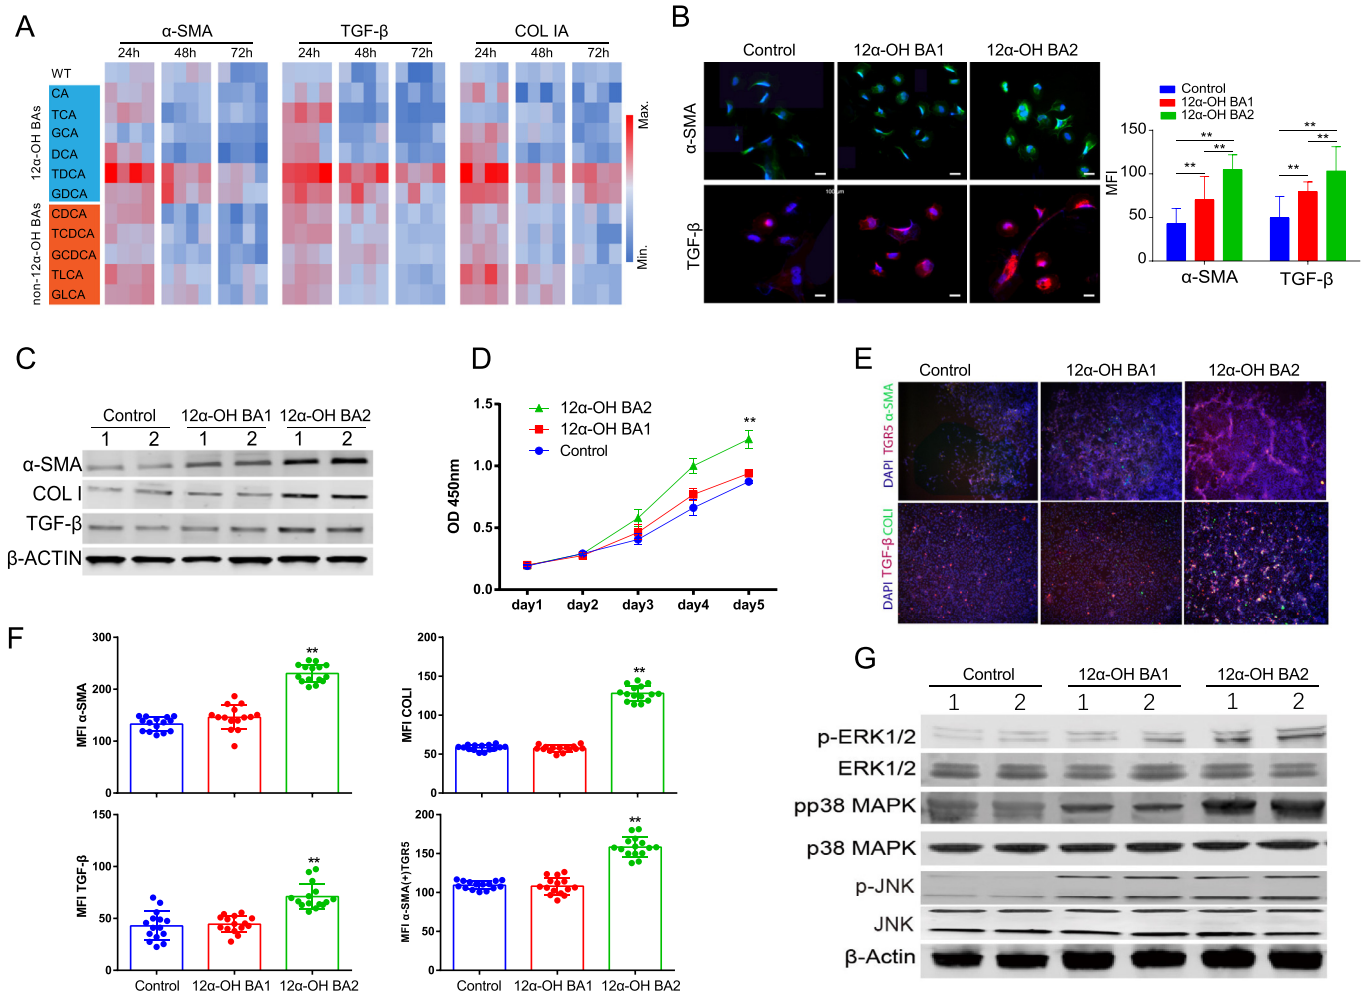 A
α-SMA TGF-β COL IA
24h 48h 72h 24h 48h 72h 24h 48h 72h
WT
12α-OH BAs
CA
TCA
GCA
DCA
TDCA
GDCA
non-12α-OH BAs
CDCA
TCDCA
GCDCA
TLCA
GLCA
Max.
Min.
B
Control 12α-OH BA1 12α-OH BA2
α-SMA
TGF-β
100 μm
Control
12α-OH BA1
12α-OH BA2
MFI
150
100
50
0
** ** **
** ** **
α-SMA TGF-β
C
Control 12α-OH BA1 12α-OH BA2
1 2 1 2 1 2
α-SMA
COL I
TGF-β
β-ACTIN
D
12α-OH BA2
12α-OH BA1
Control
**
OD 450nm
1.5
1.0
0.5
0.0
day1 day2 day3 day4 day5
E
Control 12α-OH BA1 12α-OH BA2
DAPI TGR5 α-SMA
DAPI TGF-β COLI
F
MFI α-SMA
300
200
100
0
**
MFI COLI
200
150
100
50
0
**
MFI TGF-β
150
100
50
0
**
Control 12α-OH BA1 12α-OH BA2
MFI α-SMA(+)TGR5
200
150
100
50
0
**
Control 12α-OH BA1 12α-OH BA2
G
Control 12α-OH BA1 12α-OH BA2
1 2 1 2 1 2
p-ERK1/2
ERK1/2
pp38 MAPK
p38 MAPK
p-JNK
JNK
β-Actin